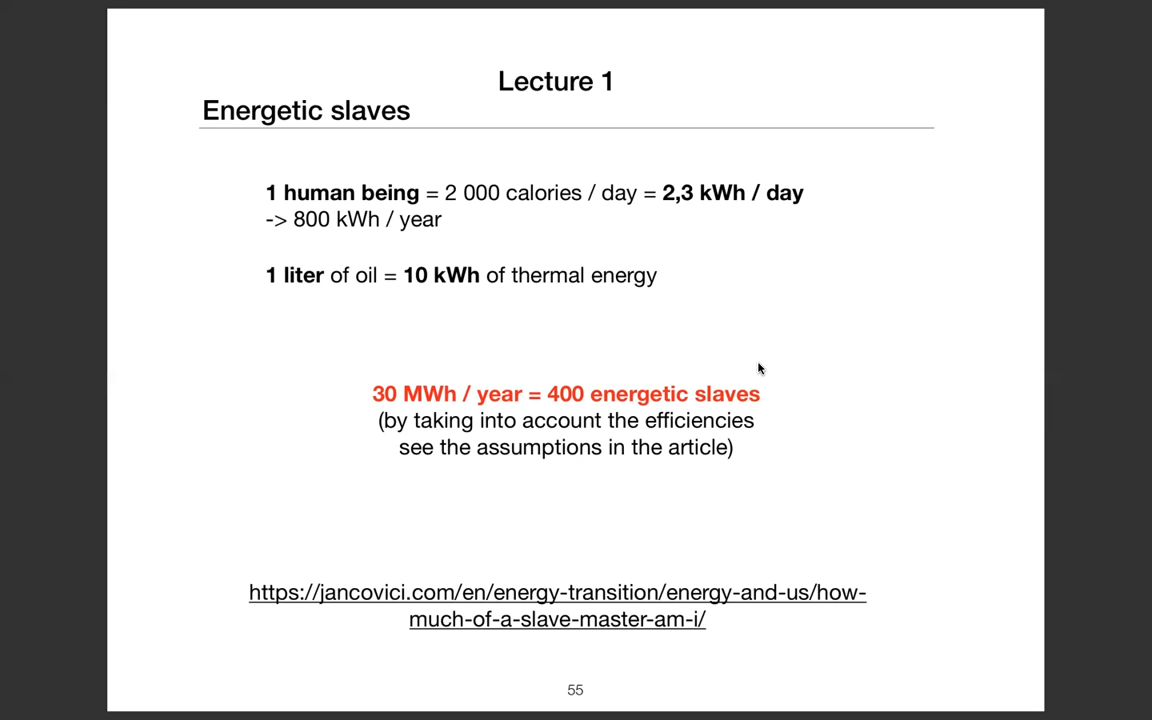 Lecture 1
Energetic slaves
1 human being = 2 000 calories / day = 2,3 kWh / day
-> 800 kWh / year
1 liter of oil = 10 kWh of thermal energy
30 MWh / year = 400 energetic slaves
(by taking into account the efficiencies
see the assumptions in the article)
https://jancovici.com/en/energy-transition/energy-and-us/how-
much-of-a-slave-master-am-i/
55